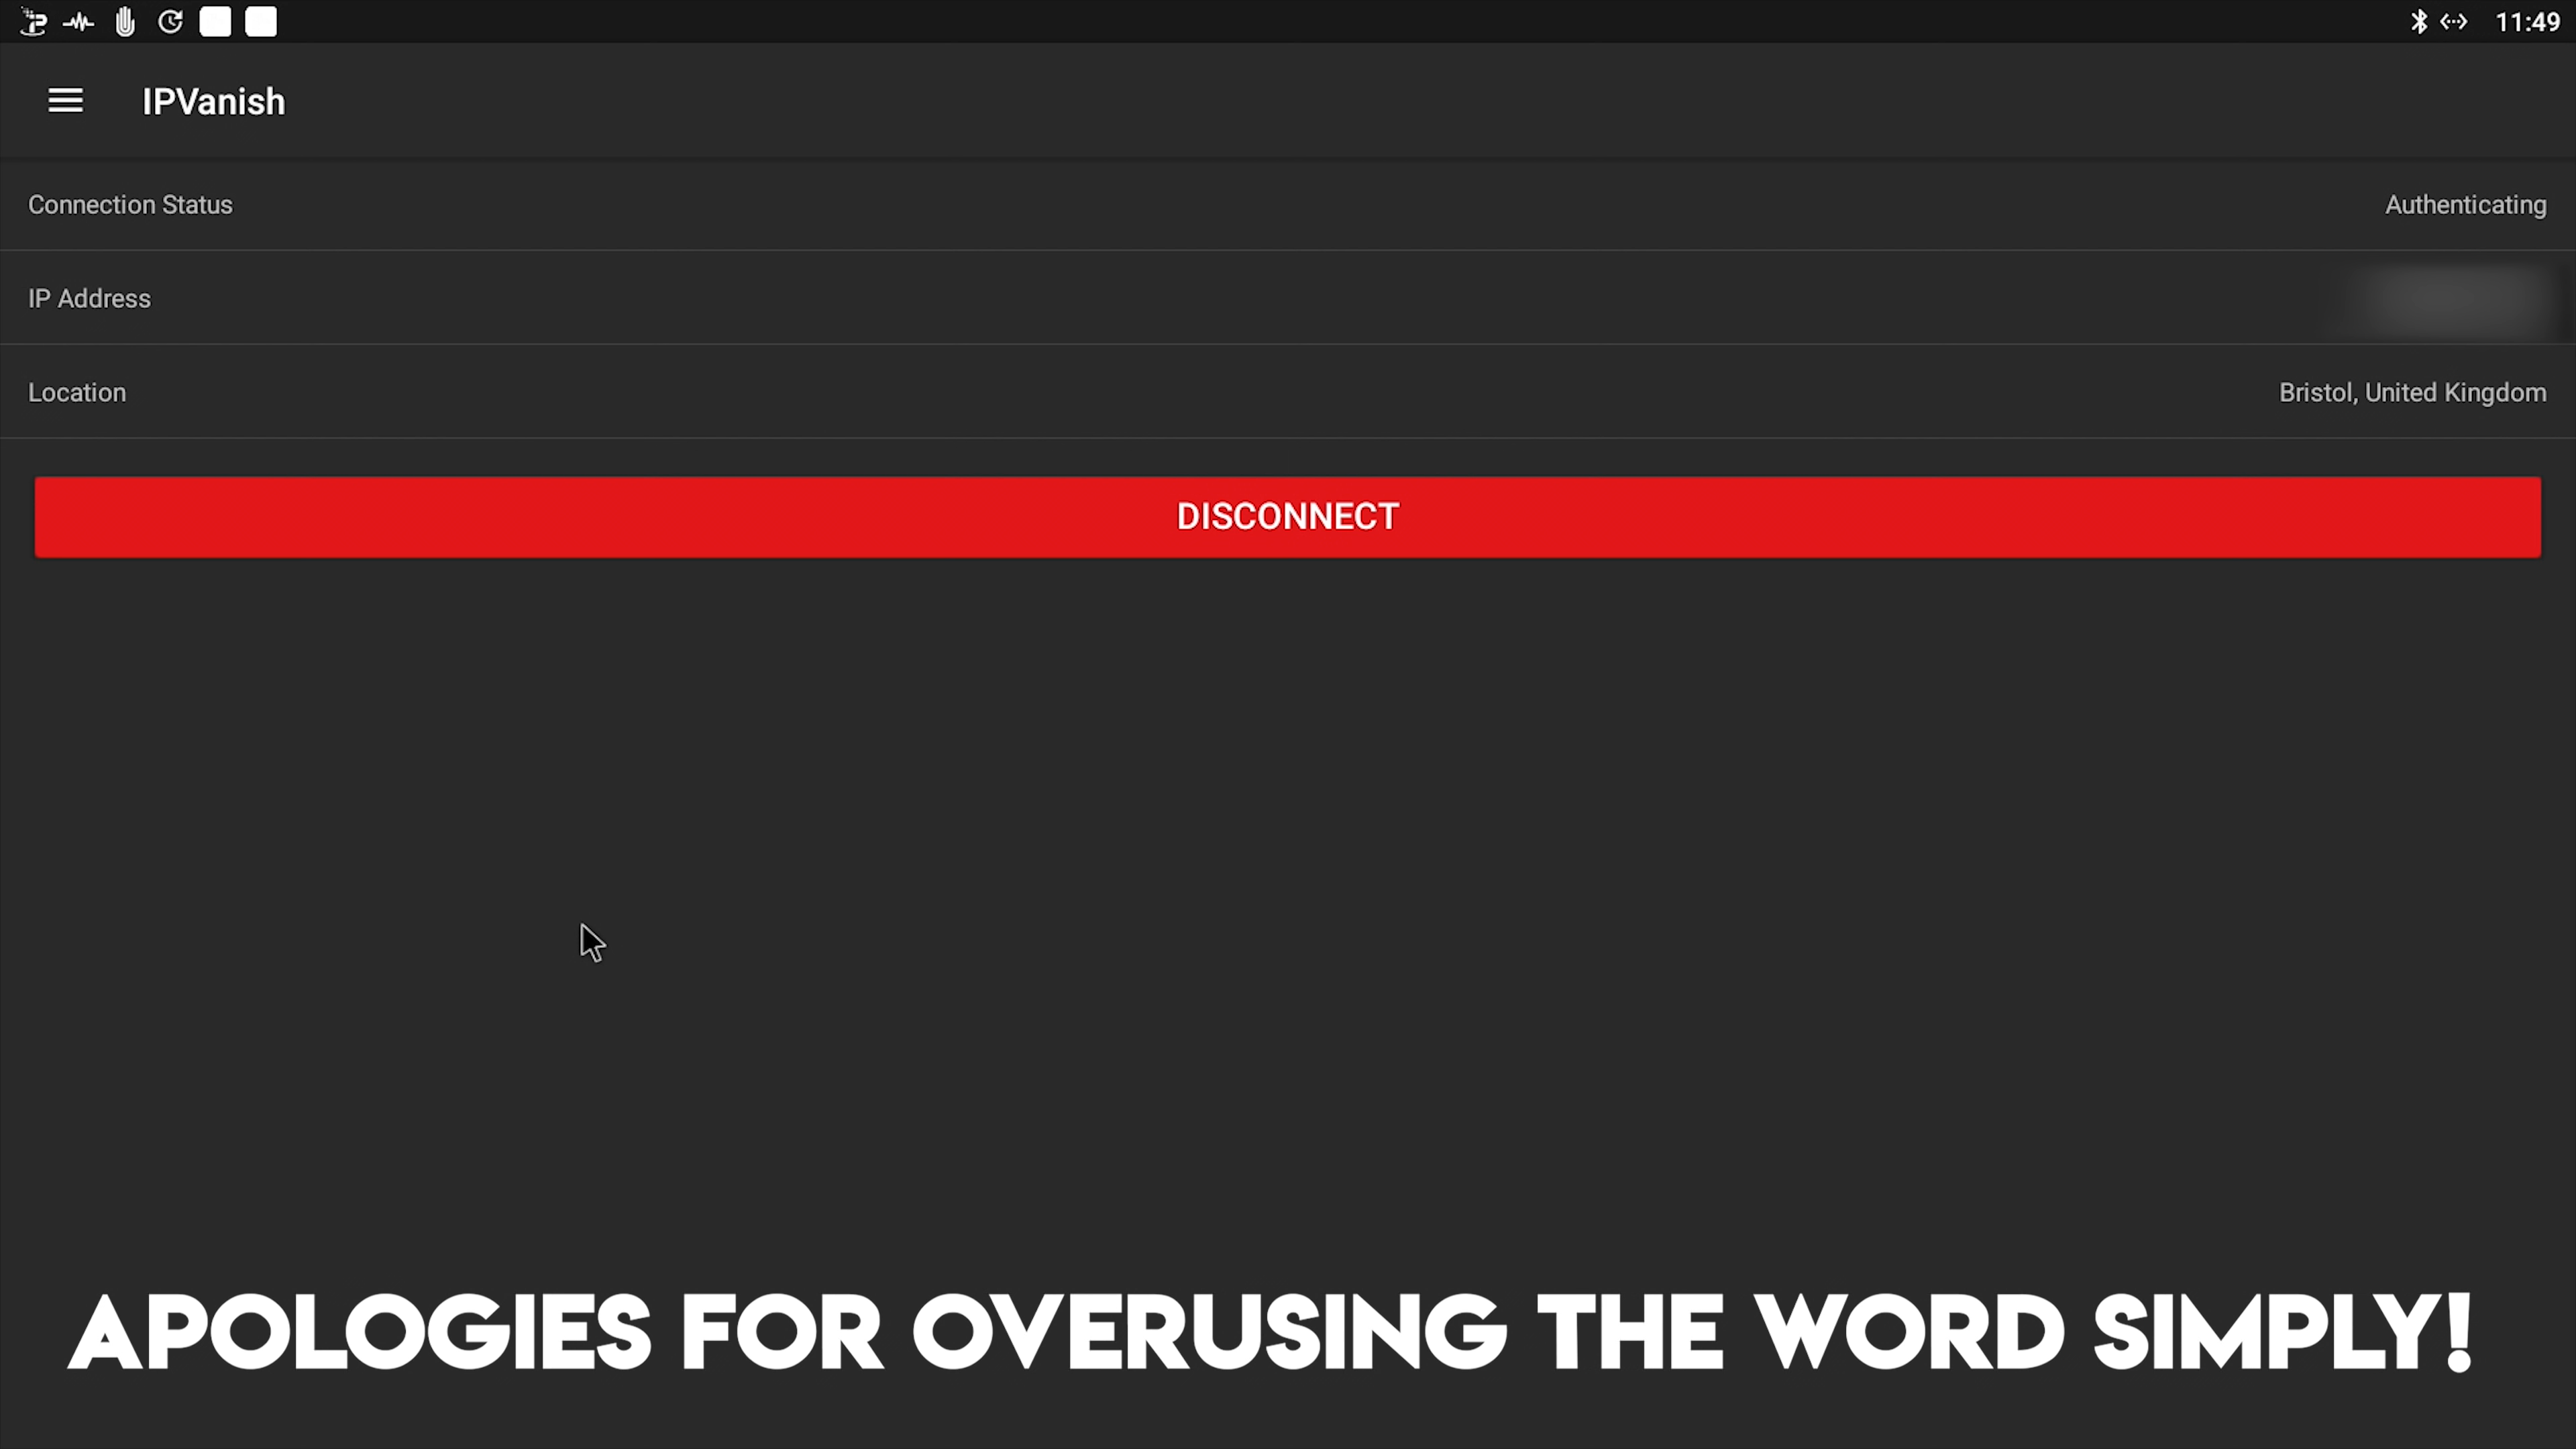 11:49
IPVanish
Connection Status Authenticating
IP Address
Location Bristol, United Kingdom
DISCONNECT
APOLOGIES FOR OVERUSING THE WORD SIMPLY!